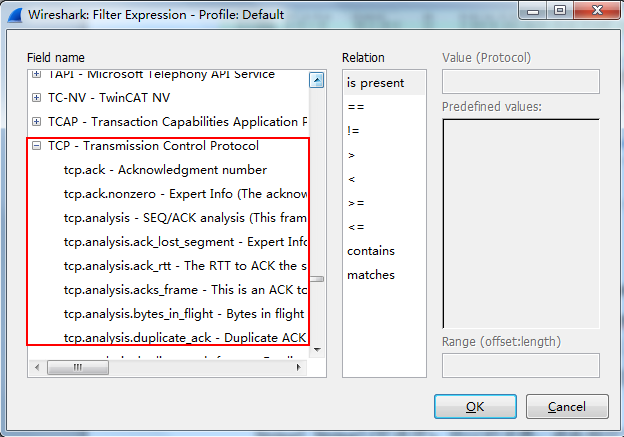 Wireshark: Filter Expression - Profile: Default
Field name
TAPI - Microsoft Telephony API Service
TC-NV - TwinCAT NV
TCAP - Transaction Capabilities Application P
TCP - Transmission Control Protocol
tcp.ack - Acknowledgment number
tcp.ack.nonzero - Expert Info (The acknow
tcp.analysis - SEQ/ACK analysis (This fram
tcp.analysis.ack_lost_segment - Expert Info
tcp.analysis.ack_rtt - The RTT to ACK the s
tcp.analysis.acks_frame - This is an ACK to
tcp.analysis.bytes_in_flight - Bytes in flight
tcp.analysis.duplicate_ack - Duplicate ACK
Relation
is present
==
!=
>
<
>=
<=
contains
matches
Value (Protocol)
Predefined values:
Range (offset:length)
OK
Cancel